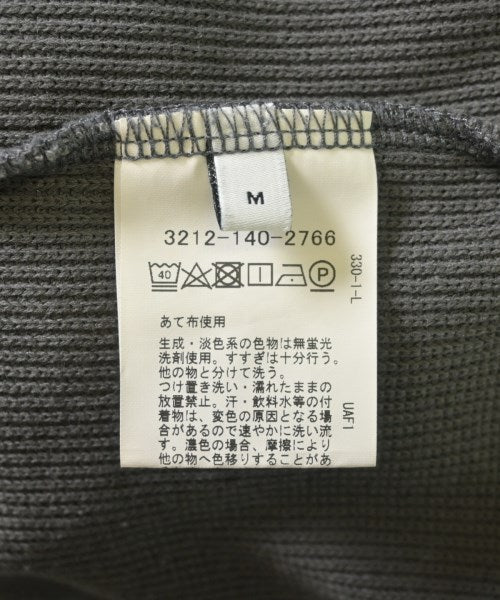 M
3212-140-2766
40
P
330-1-L
あて布使用
生成・淡色系の色物は無蛍光
洗剤使用。すすぎは十分行う。
他の物と分けて洗う。
つけ置き洗い・濡れたままの
放置禁止。汗・飲料水等の付
着物は、変色の原因となる場
合があるので速やかに洗い流
す。濃色の場合、摩擦により
他の物へ色移りすることがあ
UAF1